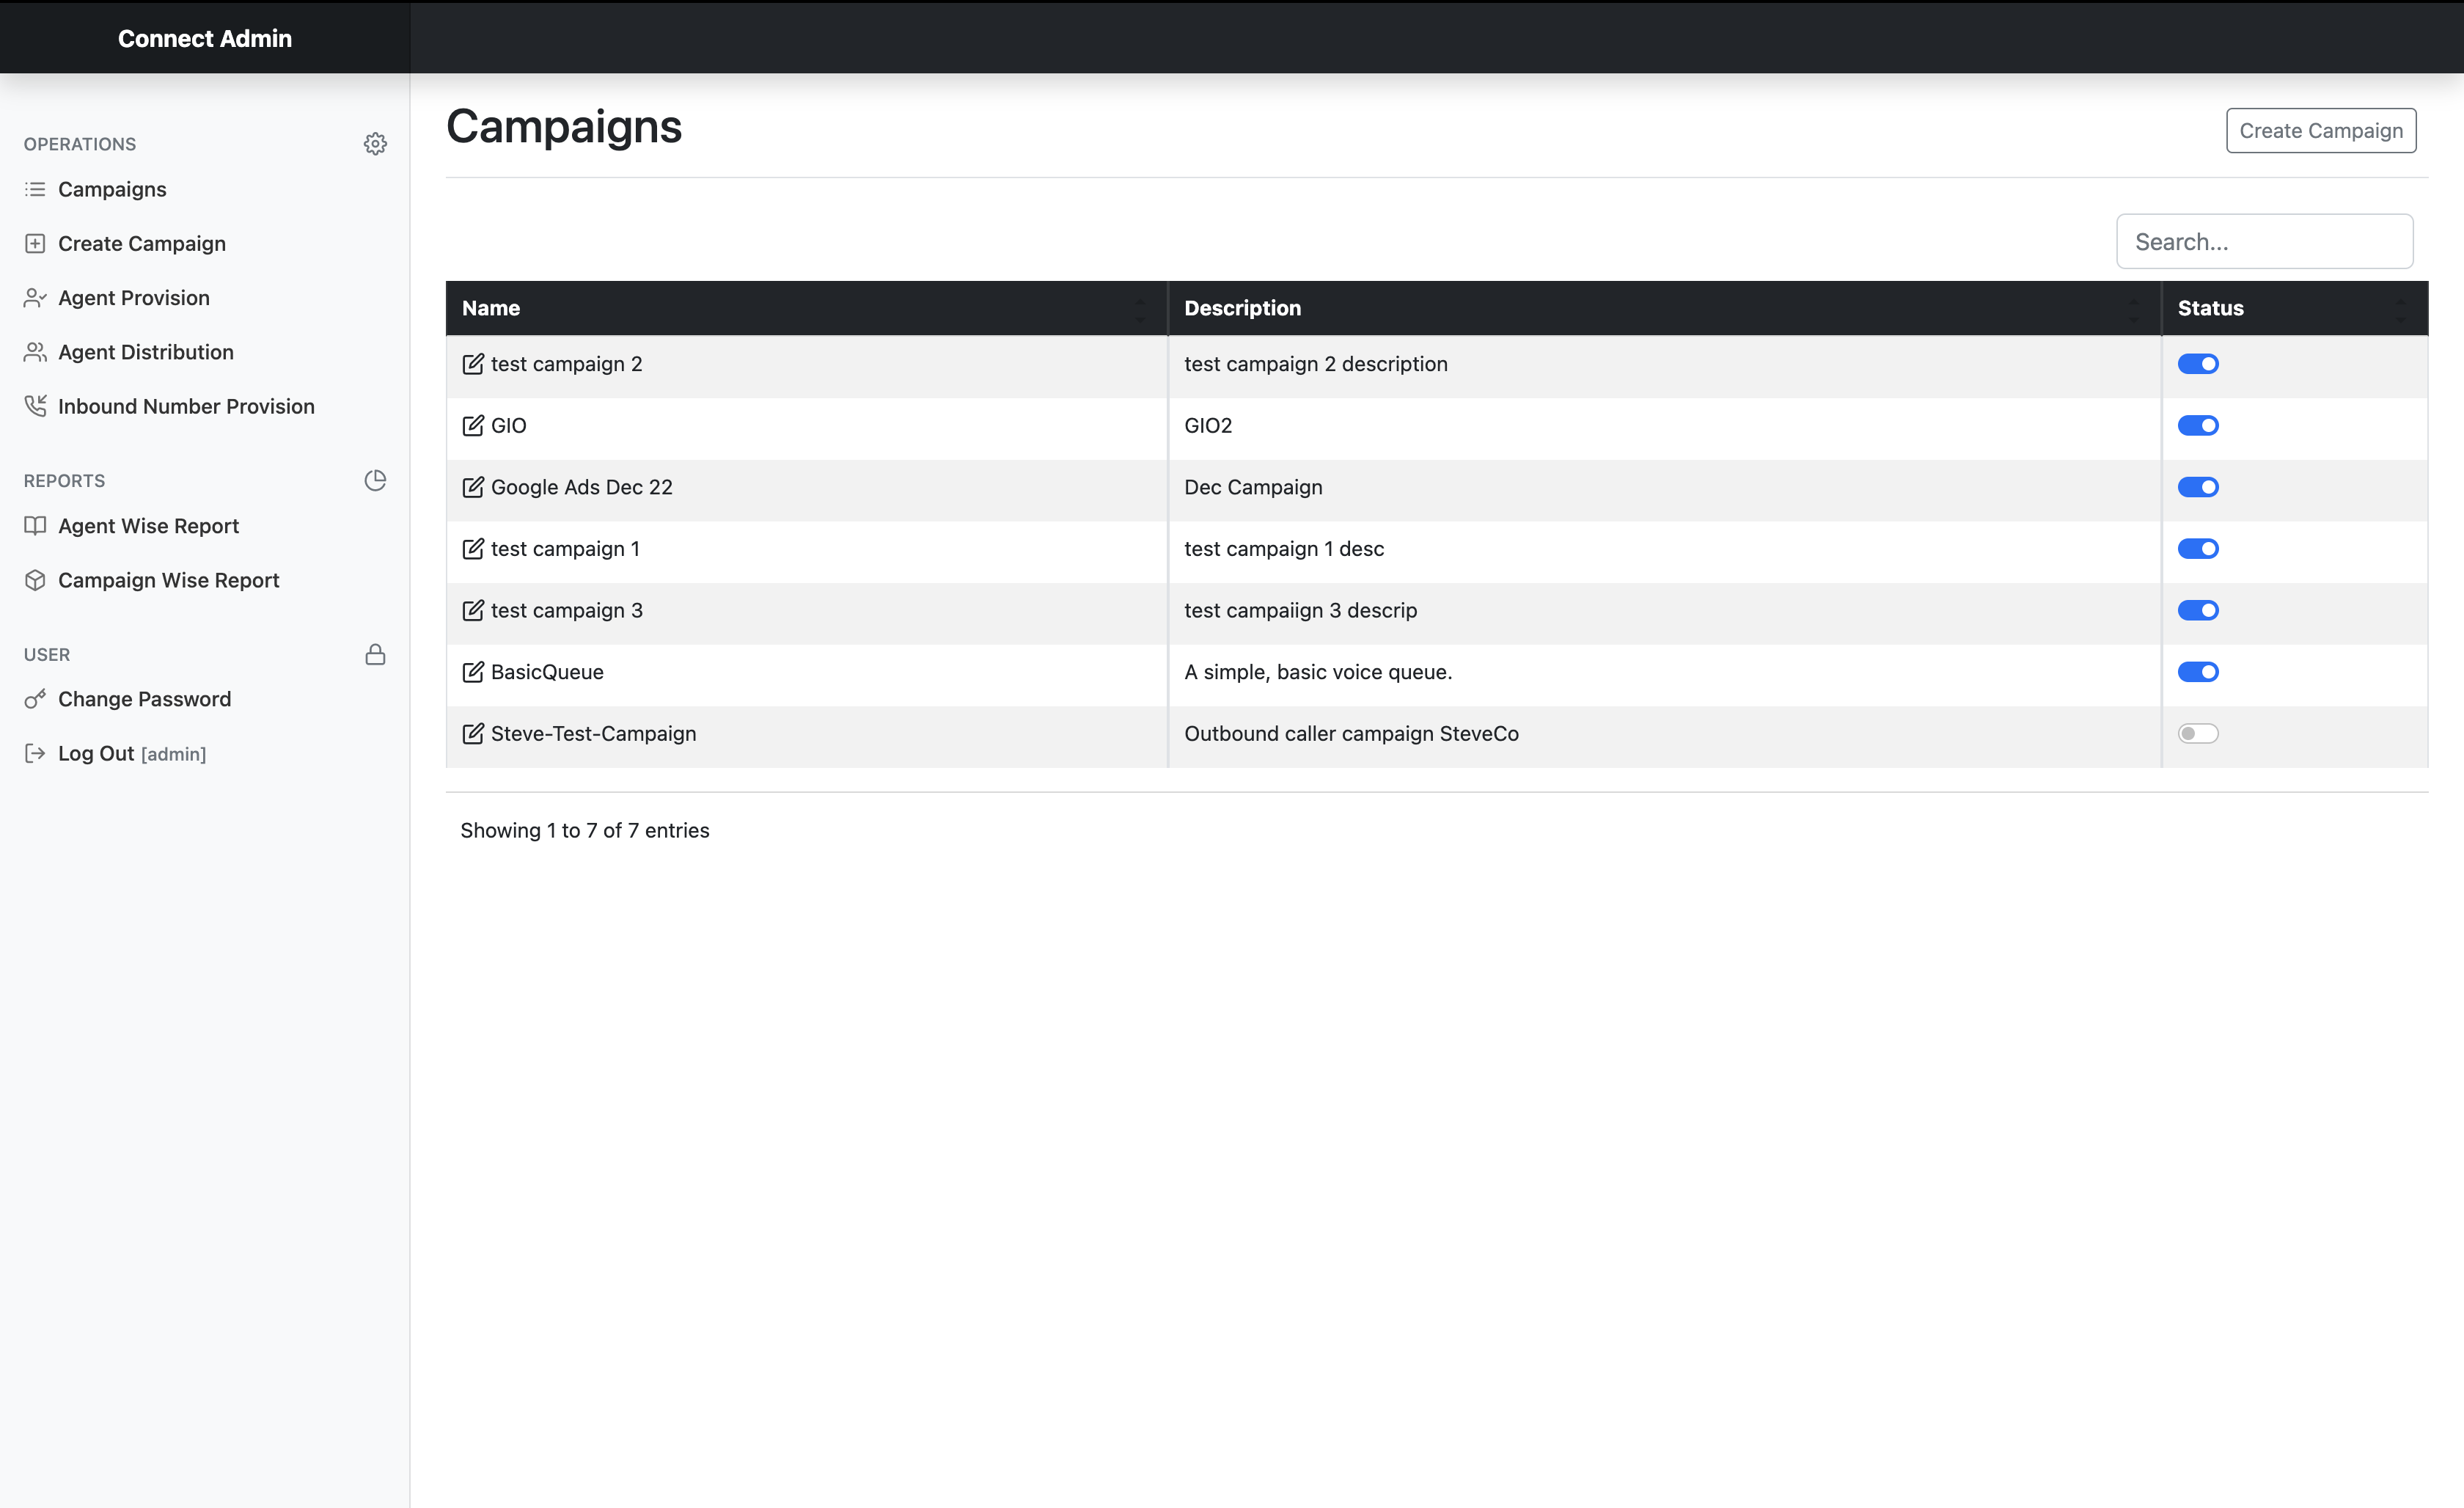 Connect Admin
OPERATIONS
Campaigns
Create Campaign
Agent Provision
Agent Distribution
Inbound Number Provision
REPORTS
Agent Wise Report
Campaign Wise Report
USER
Change Password
Log Out [admin]
Campaigns
Create Campaign
Search...
Name Description Status
test campaign 2 test campaign 2 description
GIO GIO2
Google Ads Dec 22 Dec Campaign
test campaign 1 test campaign 1 desc
test campaign 3 test campaiign 3 descrip
BasicQueue A simple, basic voice queue.
Steve-Test-Campaign Outbound caller campaign SteveCo
Showing 1 to 7 of 7 entries